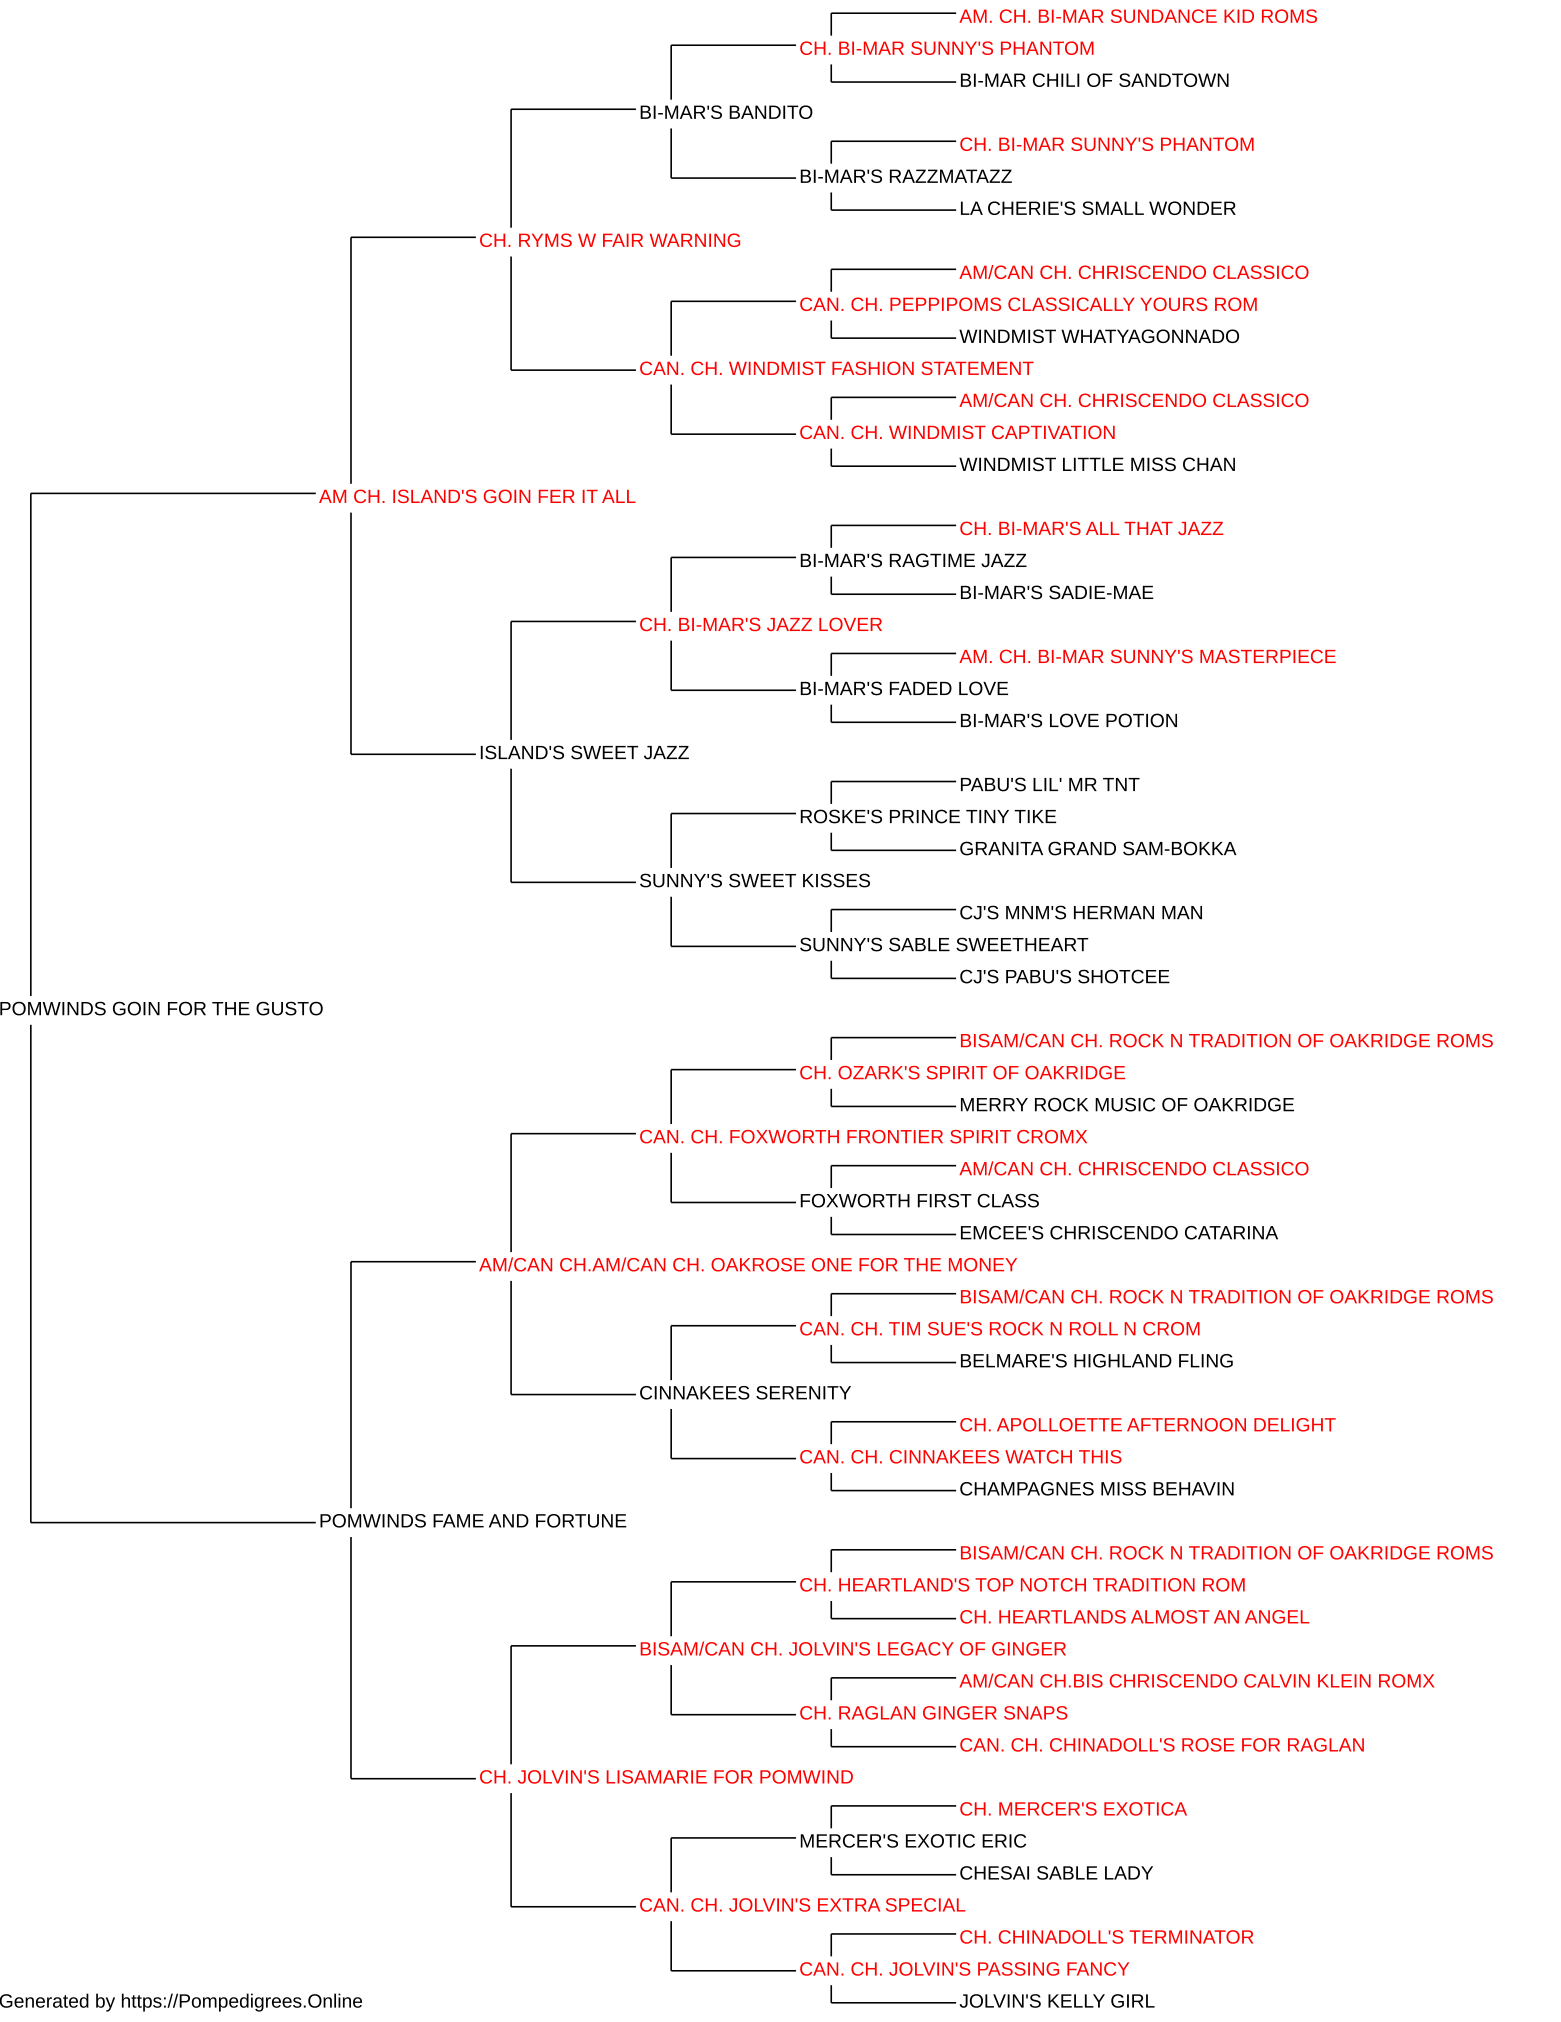 AM. CH. BI-MAR SUNDANCE KID ROMS
CH. BI-MAR SUNNY'S PHANTOM
BI-MAR CHILI OF SANDTOWN
BI-MAR'S BANDITO
CH. BI-MAR SUNNY'S PHANTOM
BI-MAR'S RAZZMATAZZ
LA CHERIE'S SMALL WONDER
CH. RYMS W FAIR WARNING
AM/CAN CH. CHRISCENDO CLASSICO
CAN. CH. PEPPIPOMS CLASSICALLY YOURS ROM
WINDMIST WHATYAGONNADO
CAN. CH. WINDMIST FASHION STATEMENT
AM/CAN CH. CHRISCENDO CLASSICO
CAN. CH. WINDMIST CAPTIVATION
WINDMIST LITTLE MISS CHAN
AM CH. ISLAND'S GOIN FER IT ALL
CH. BI-MAR'S ALL THAT JAZZ
BI-MAR'S RAGTIME JAZZ
BI-MAR'S SADIE-MAE
CH. BI-MAR'S JAZZ LOVER
AM. CH. BI-MAR SUNNY'S MASTERPIECE
BI-MAR'S FADED LOVE
BI-MAR'S LOVE POTION
ISLAND'S SWEET JAZZ
PABU'S LIL' MR TNT
ROSKE'S PRINCE TINY TIKE
GRANITA GRAND SAM-BOKKA
SUNNY'S SWEET KISSES
CJ'S MNM'S HERMAN MAN
SUNNY'S SABLE SWEETHEART
CJ'S PABU'S SHOTCEE
POMWINDS GOIN FOR THE GUSTO
BISAM/CAN CH. ROCK N TRADITION OF OAKRIDGE ROMS
CH. OZARK'S SPIRIT OF OAKRIDGE
MERRY ROCK MUSIC OF OAKRIDGE
CAN. CH. FOXWORTH FRONTIER SPIRIT CROMX
AM/CAN CH. CHRISCENDO CLASSICO
FOXWORTH FIRST CLASS
EMCEE'S CHRISCENDO CATARINA
AM/CAN CH.AM/CAN CH. OAKROSE ONE FOR THE MONEY
BISAM/CAN CH. ROCK N TRADITION OF OAKRIDGE ROMS
CAN. CH. TIM SUE'S ROCK N ROLL N CROM
BELMARE'S HIGHLAND FLING
CINNAKEES SERENITY
CH. APOLLOETTE AFTERNOON DELIGHT
CAN. CH. CINNAKEES WATCH THIS
CHAMPAGNES MISS BEHAVIN
POMWINDS FAME AND FORTUNE
BISAM/CAN CH. ROCK N TRADITION OF OAKRIDGE ROMS
CH. HEARTLAND'S TOP NOTCH TRADITION ROM
CH. HEARTLANDS ALMOST AN ANGEL
BISAM/CAN CH. JOLVIN'S LEGACY OF GINGER
AM/CAN CH.BIS CHRISCENDO CALVIN KLEIN ROMX
CH. RAGLAN GINGER SNAPS
CAN. CH. CHINADOLL'S ROSE FOR RAGLAN
CH. JOLVIN'S LISAMARIE FOR POMWIND
CH. MERCER'S EXOTICA
MERCER'S EXOTIC ERIC
CHESAI SABLE LADY
CAN. CH. JOLVIN'S EXTRA SPECIAL
CH. CHINADOLL'S TERMINATOR
CAN. CH. JOLVIN'S PASSING FANCY
JOLVIN'S KELLY GIRL
Generated by https://Pompedigrees.Online